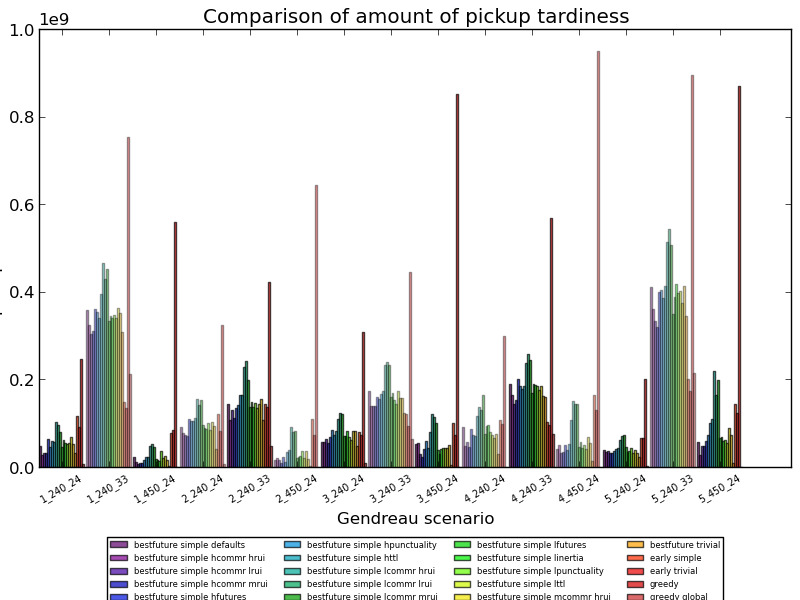 Comparison of amount of pickup tardiness
1e9
1.0
0.8
0.6
0.4
0.2
0.0
1_240_24 1_240_33 1_450_24 2_240_24 2_240_33 2_450_24 3_240_24 3_240_33 3_450_24 4_240_24 4_240_33 4_450_24 5_240_24 5_240_33 5_450_24
Gendreau scenario
bestfuture simple defaults bestfuture simple hpunctuality bestfuture simple lfutures bestfuture trivial
bestfuture simple hcommr hrui bestfuture simple httl bestfuture simple linertia early simple
bestfuture simple hcommr lrui bestfuture simple lcommr hrui bestfuture simple lpunctuality early trivial
bestfuture simple hcommr mrui bestfuture simple lcommr lrui bestfuture simple lttl greedy
bestfuture simple hfutures bestfuture simple lcommr mrui bestfuture simple mcommr hrui greedy global